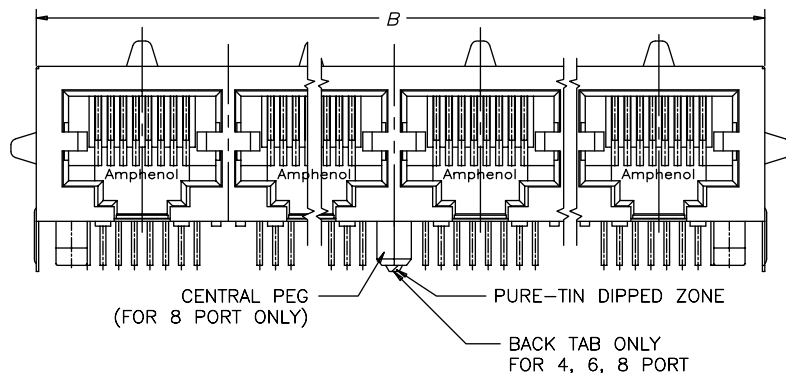 B
Amphenol Amphenol Amphenol Amphenol
CENTRAL PEG
(FOR 8 PORT ONLY)
PURE-TIN DIPPED ZONE
BACK TAB ONLY
FOR 4, 6, 8 PORT